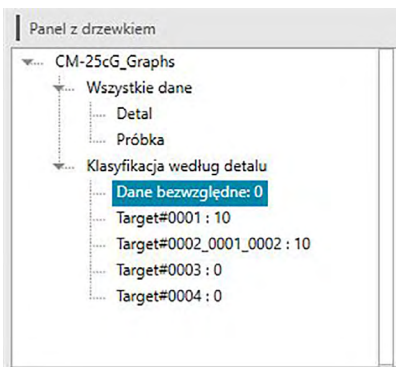 Panel z drzewkiem
CM-25cG_Graphs
Wszystkie dane
Detal
Próbka
Klasyfikacja według detalu
Dane bezwzględne: 0
Target#0001 : 10
Target#0002_0001_0002 : 10
Target#0003 : 0
Target#0004 : 0